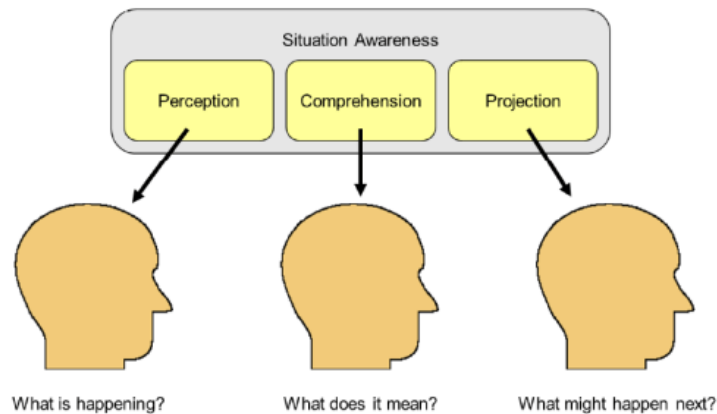 Situation Awareness
Perception
Comprehension
Projection
What is happening?
What does it mean?
What might happen next?